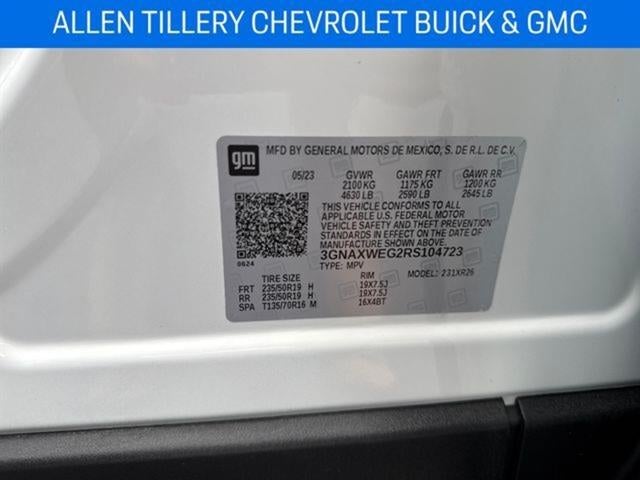 ALLEN TILLERY CHEVROLET BUICK & GMC
gm
MFD BY GENERAL MOTORS DE MEXICO, S. DE R.L. DE C.V.
05/23 GVWR GAWR FRT GAWR RR
2100 KG 1175 KG 1200 KG
4630 LB 2590 LB 2645 LB
THIS VEHICLE CONFORMS TO ALL
APPLICABLE U.S. FEDERAL MOTOR
VEHICLE SAFETY AND THEFT PREVENTION
STANDARDS IN EFFECT ON THE DATE OF
MANUFACTURE SHOWN ABOVE.
3GNAXWEG2RS104723
0624
TYPE: MPV MODEL: 231XR26
TIRE SIZE RIM
FRT 235/50R19 H 19X7.5J
RR 235/50R19 H 19X7.5J
SPA T135/70R16 M 16X4BT